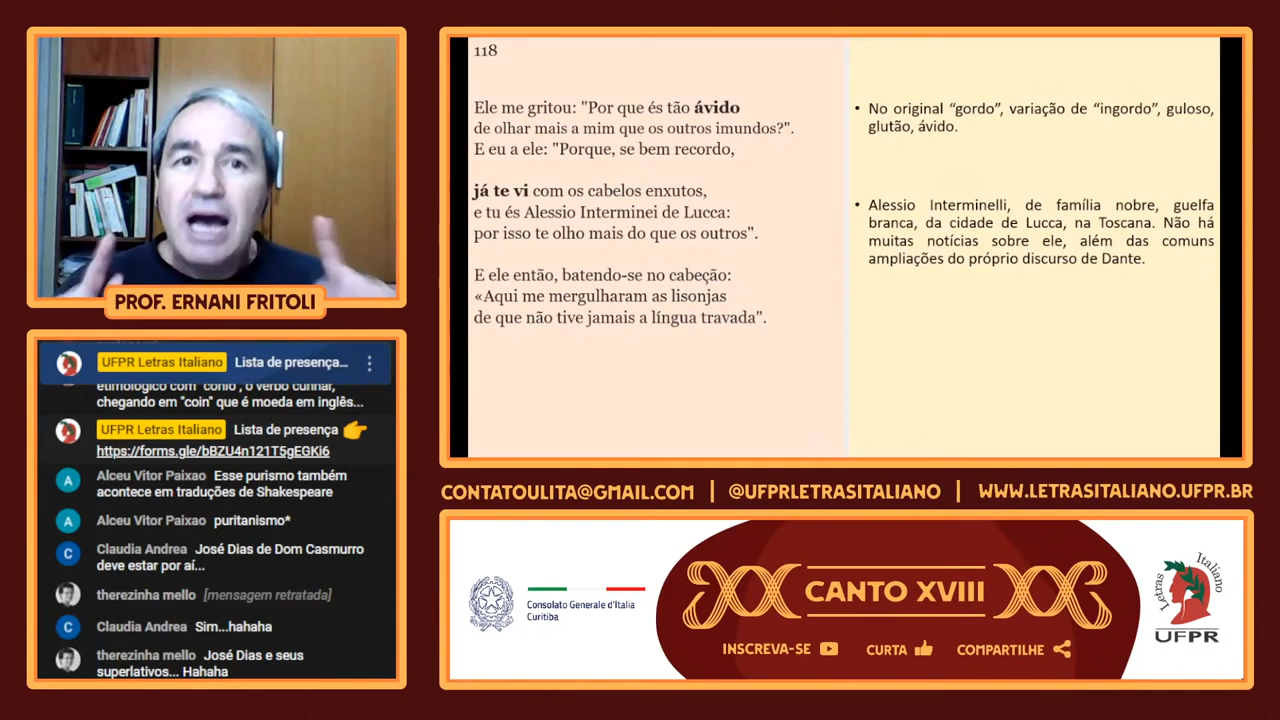 PROF. ERNANI FRITOLI
UFPR Letras Italiano Lista de presença...
etimológico com "conio", o verbo cunhar,
chegando em "coin" que é moeda em inglês...
UFPR Letras Italiano Lista de presença 👉
https://forms.gle/bBZU4n121T5gEGKi6
Alceu Vitor Paixao Esse purismo também
acontece em traduções de Shakespeare
Alceu Vitor Paixao puritanismo*
Claudia Andrea José Dias de Dom Casmurro
deve estar por aí...
therezinha mello [mensagem retratada]
Claudia Andrea Sim...hahaha
therezinha mello José Dias e seus
superlativos... Hahaha
118
Ele me gritou: "Por que és tão ávido
de olhar mais a mim que os outros imundos?".
E eu a ele: "Porque, se bem recordo,
já te vi com os cabelos enxutos,
e tu és Alessio Interminei de Lucca:
por isso te olho mais do que os outros".
E ele então, batendo-se no cabeção:
«Aqui me mergulharam as lisonjas
de que não tive jamais a língua travada".
• No original “gordo”, variação de “ingordo”, guloso,
glutão, ávido.
• Alessio Interminelli, de família nobre, guelfa
branca, da cidade de Lucca, na Toscana. Não há
muitas notícias sobre ele, além das comuns
ampliações do próprio discurso de Dante.
CONTATOULITA@GMAIL.COM | @UFPRLETRASITALIANO | WWW.LETRASITALIANO.UFPR.BR
Consolato Generale d'Italia
Curitiba
CANTO XVIII
INSCREVA-SE CURTA COMPARTILHE
Letras Italiano
UFPR